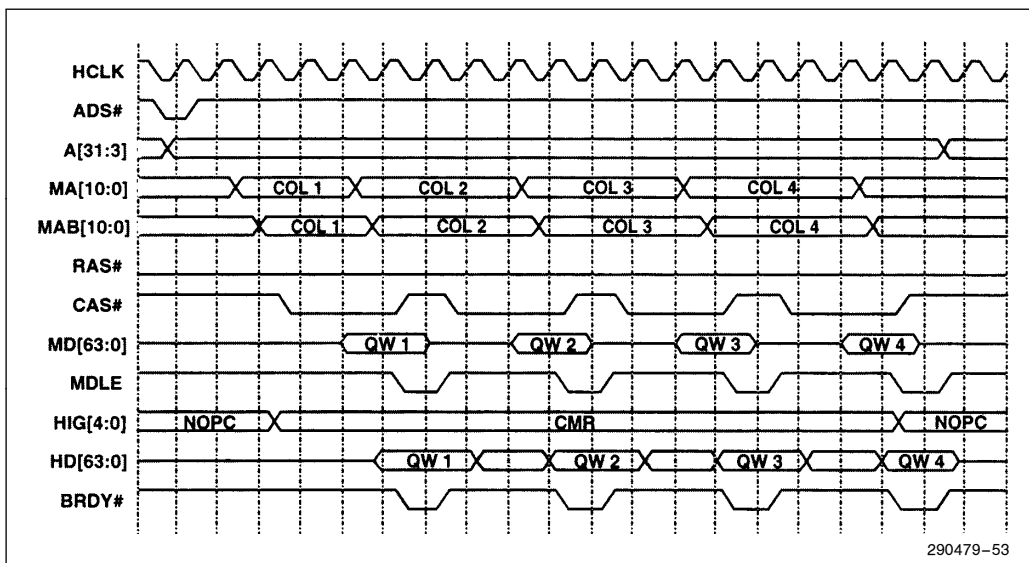 HCLK
ADS#
A[31:3]
MA[10:0] COL 1 COL 2 COL 3 COL 4
MAB[10:0] COL 1 COL 2 COL 3 COL 4
RAS#
CAS#
MD[63:0] QW 1 QW 2 QW 3 QW 4
MDLE
HIG[4:0] NOPC CMR NOPC
HD[63:0] QW 1 QW 2 QW 3 QW 4
BRDY#
290479–53